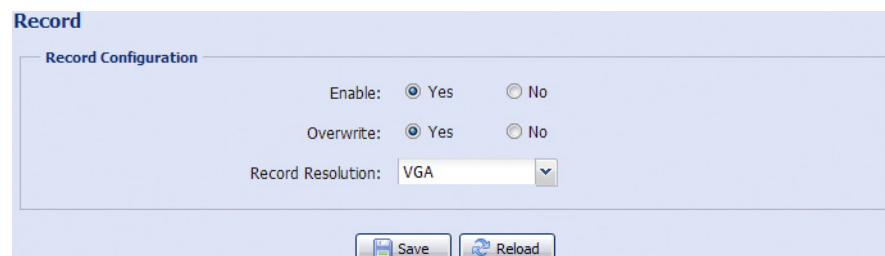 Record
Record Configuration
Enable: Yes No
Overwrite: Yes No
Record Resolution: VGA
Save Reload